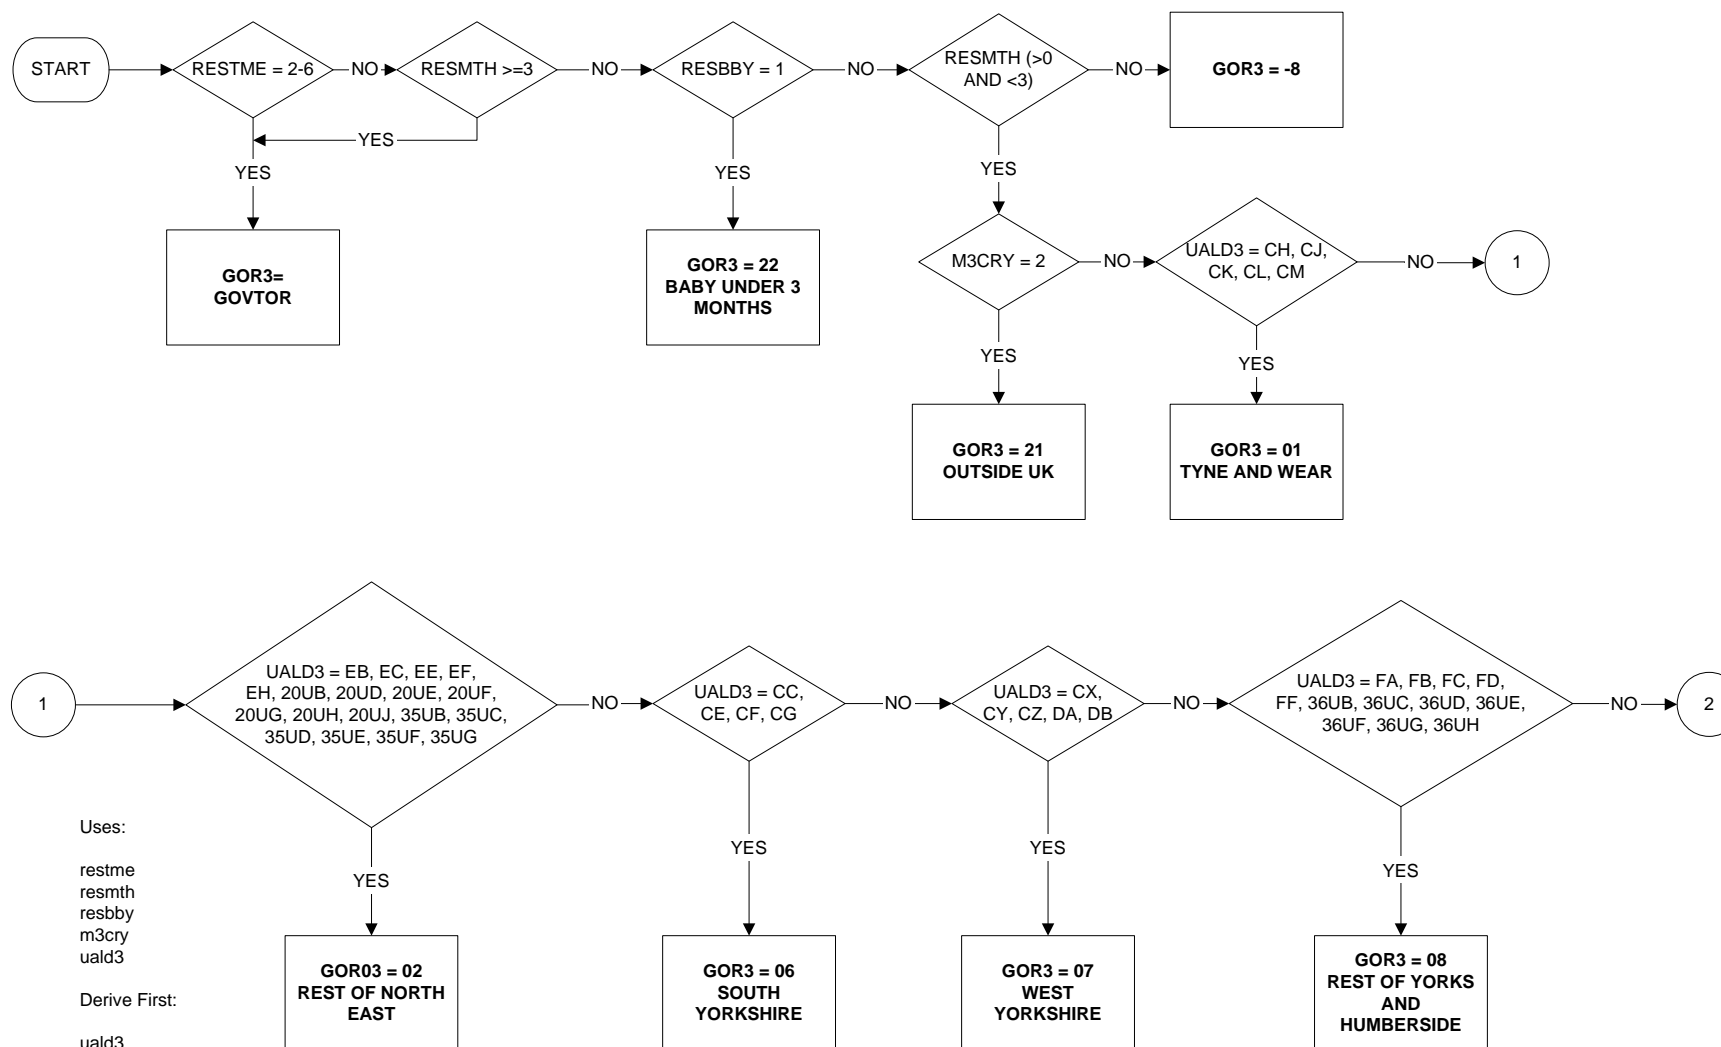 START
RESTME = 2-6
NO
RESMTH >=3
NO
RESBBY = 1
NO
RESMTH (>0
AND <3)
NO
GOR3 = -8
YES
YES
YES
YES
GOR3=
GOVTOR
GOR3 = 22
BABY UNDER 3
MONTHS
M3CRY = 2
NO
UALD3 = CH, CJ,
CK, CL, CM
NO
1
YES
YES
GOR3 = 21
OUTSIDE UK
GOR3 = 01
TYNE AND WEAR
1
UALD3 = EB, EC, EE, EF,
EH, 20UB, 20UD, 20UE, 20UF,
20UG, 20UH, 20UJ, 35UB, 35UC,
35UD, 35UE, 35UF, 35UG
NO
UALD3 = CC,
CE, CF, CG
NO
UALD3 = CX,
CY, CZ, DA, DB
NO
UALD3 = FA, FB, FC, FD,
FF, 36UB, 36UC, 36UD, 36UE,
36UF, 36UG, 36UH
NO
2
YES
YES
YES
YES
GOR03 = 02
REST OF NORTH
EAST
GOR3 = 06
SOUTH
YORKSHIRE
GOR3 = 07
WEST
YORKSHIRE
GOR3 = 08
REST OF YORKS
AND
HUMBERSIDE
Uses:
restme
resmth
resbby
m3cry
uald3
Derive First:
uald3